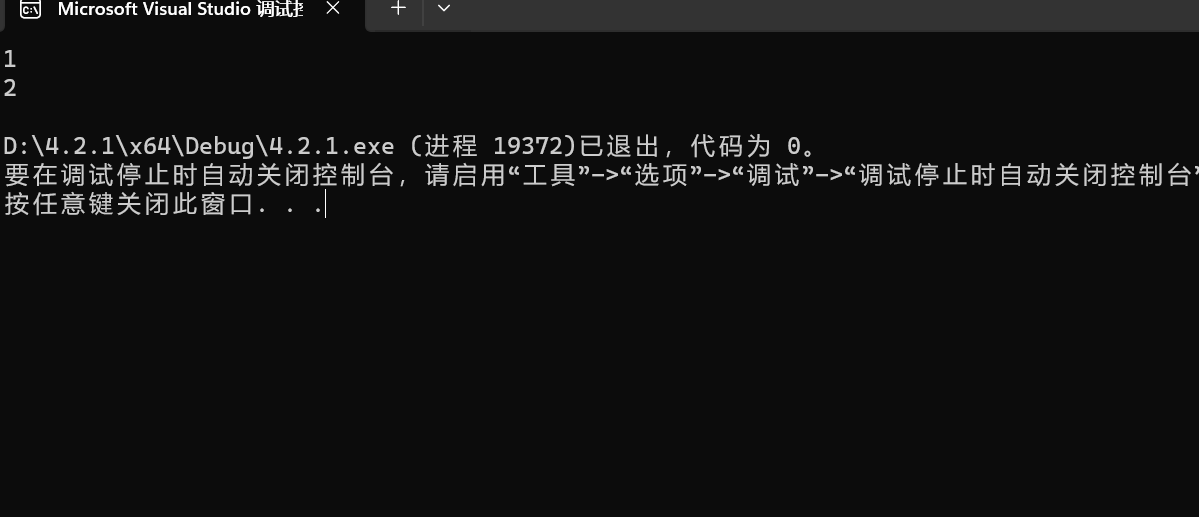 Microsoft Visual Studio 调试
1
2
D:\4.2.1\x64\Debug\4.2.1.exe (进程 19372)已退出，代码为 0。
要在调试停止时自动关闭控制台，请启用“工具”->“选项”->“调试”->“调试停止时自动关闭控制台”
按任意键关闭此窗口. . .